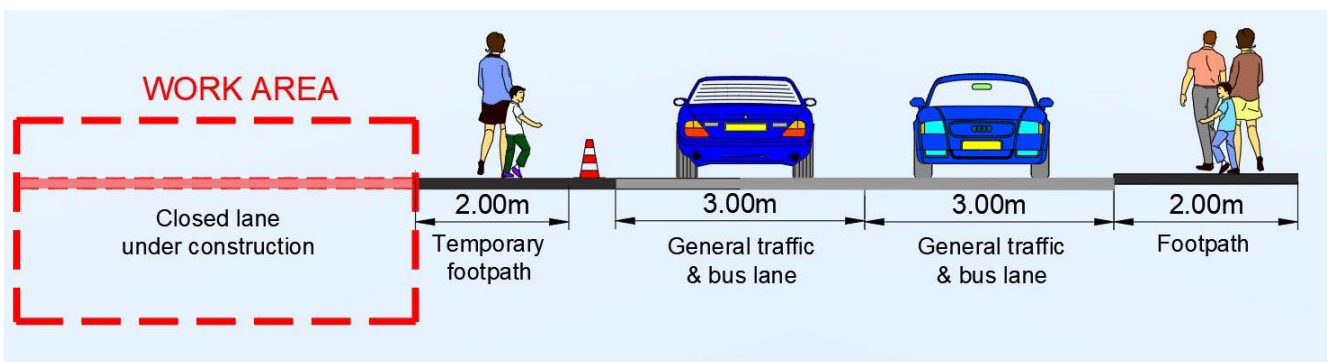 WORK AREA
Closed lane
under construction
2.00m
Temporary
footpath
3.00m
General traffic
& bus lane
3.00m
General traffic
& bus lane
2.00m
Footpath